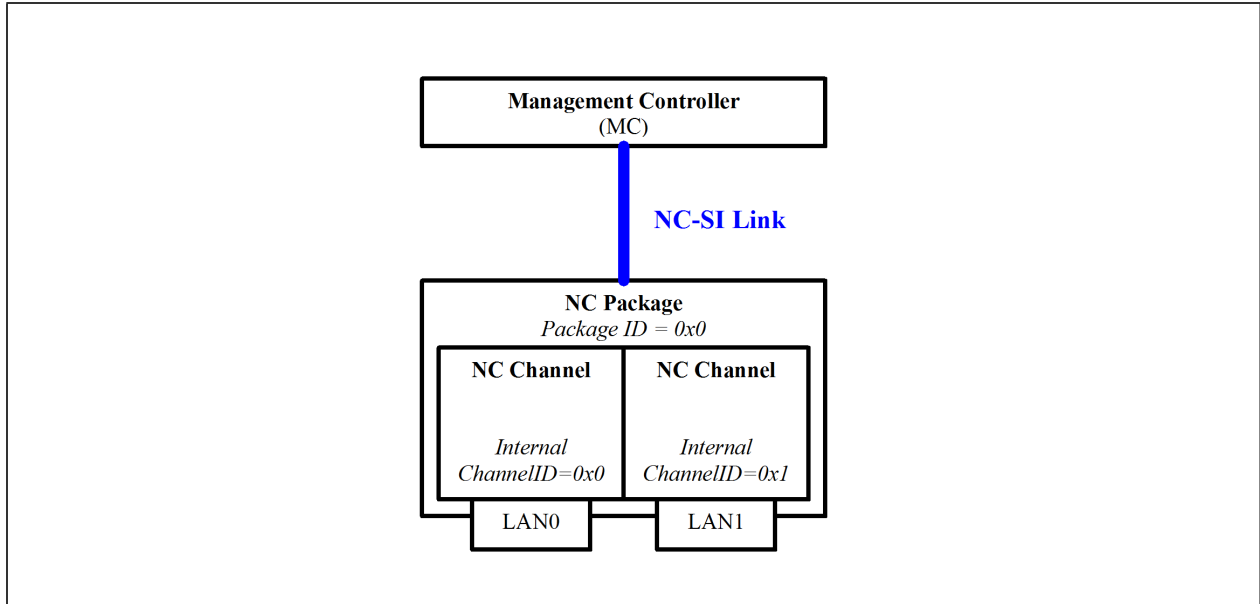 Management Controller
(MC)
NC-SI Link
NC Package
Package ID = 0x0
NC Channel
Internal
ChannelID=0x0
NC Channel
Internal
ChannelID=0x1
LAN0
LAN1